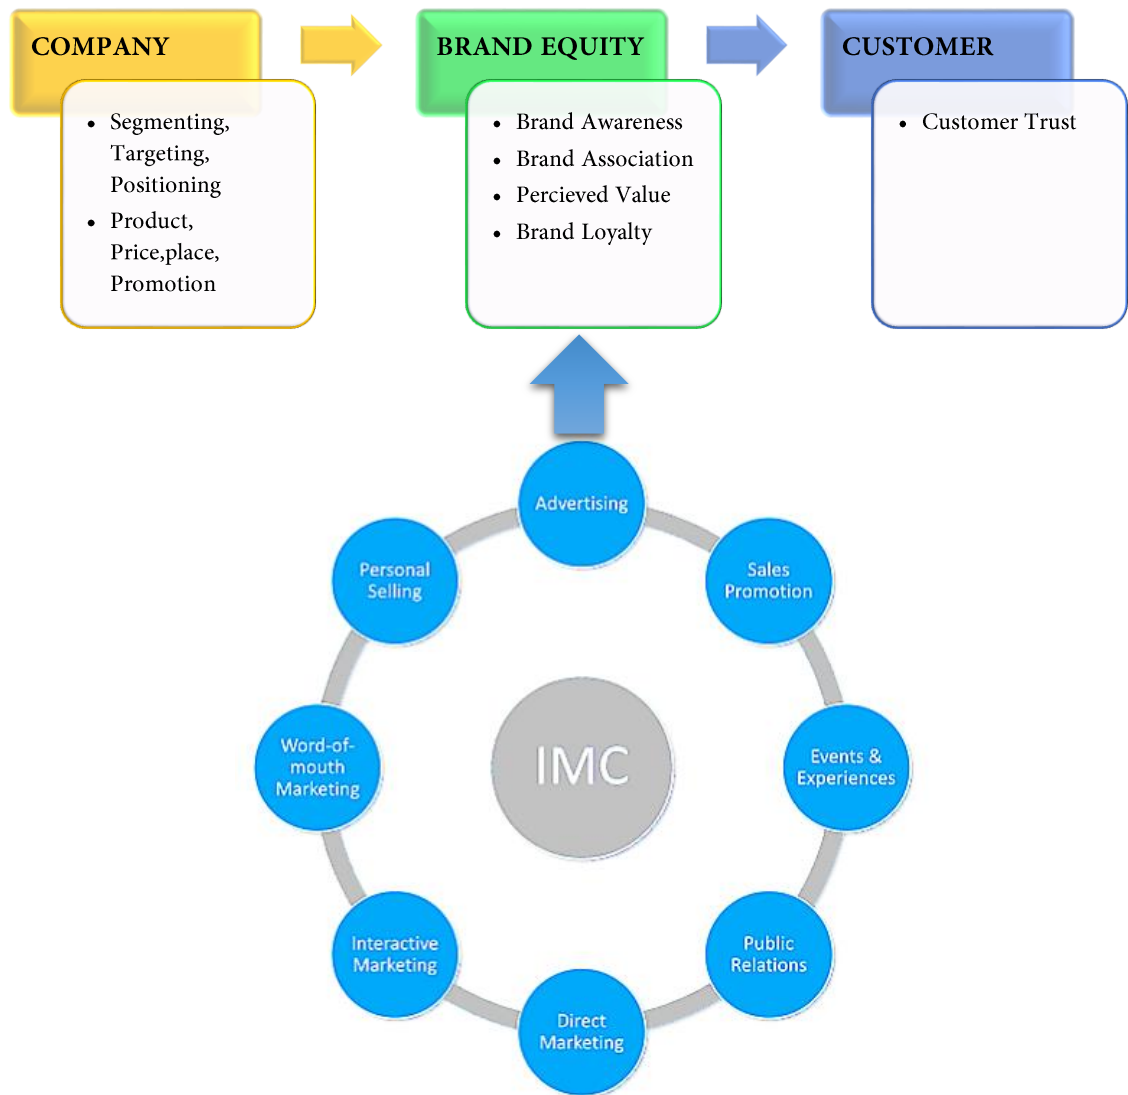 COMPANY
• Segmenting,
Targeting,
Positioning
• Product,
Price,place,
Promotion
BRAND EQUITY
• Brand Awareness
• Brand Association
• Percieved Value
• Brand Loyalty
CUSTOMER
• Customer Trust
Advertising
Sales
Promotion
Events &
Experiences
Public
Relations
Direct
Marketing
Interactive
Marketing
Word-of-
mouth
Marketing
Personal
Selling
IMC